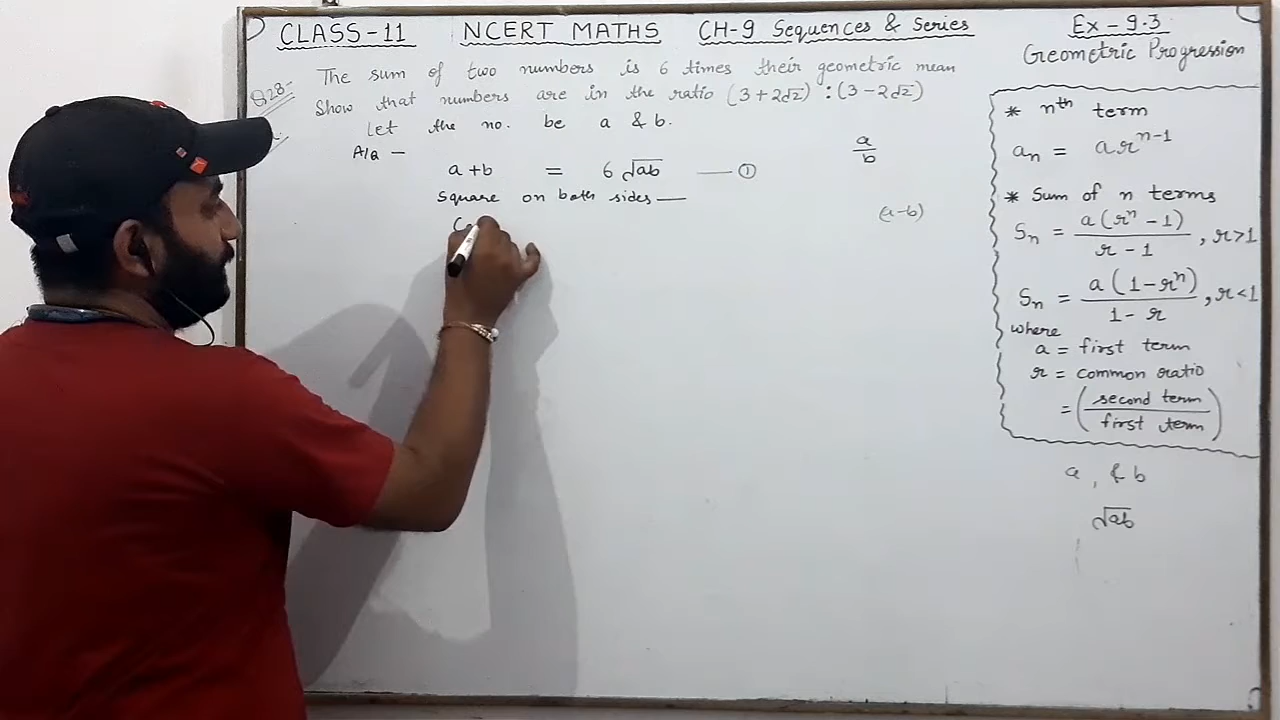 CLASS-11 NCERT MATHS CH-9 Sequences & Series Ex-9.3
Geometric Progression
Q28- The sum of two numbers is 6 times their geometric mean
Show that numbers are in the ratio (3+2√2) : (3-2√2)
Let the no. be a & b.
A/q —
a+b = 6√ab — ①
Square on both sides —
(
a/b
(a-b)
* nth term
aₙ = arⁿ⁻¹
* Sum of n terms
Sₙ = a(rⁿ-1)/r-1, r>1
Sₙ = a(1-rⁿ)/1-r, r<1
where
a = first term
r = common ratio
= (second term/first term)
a, & b
√ab